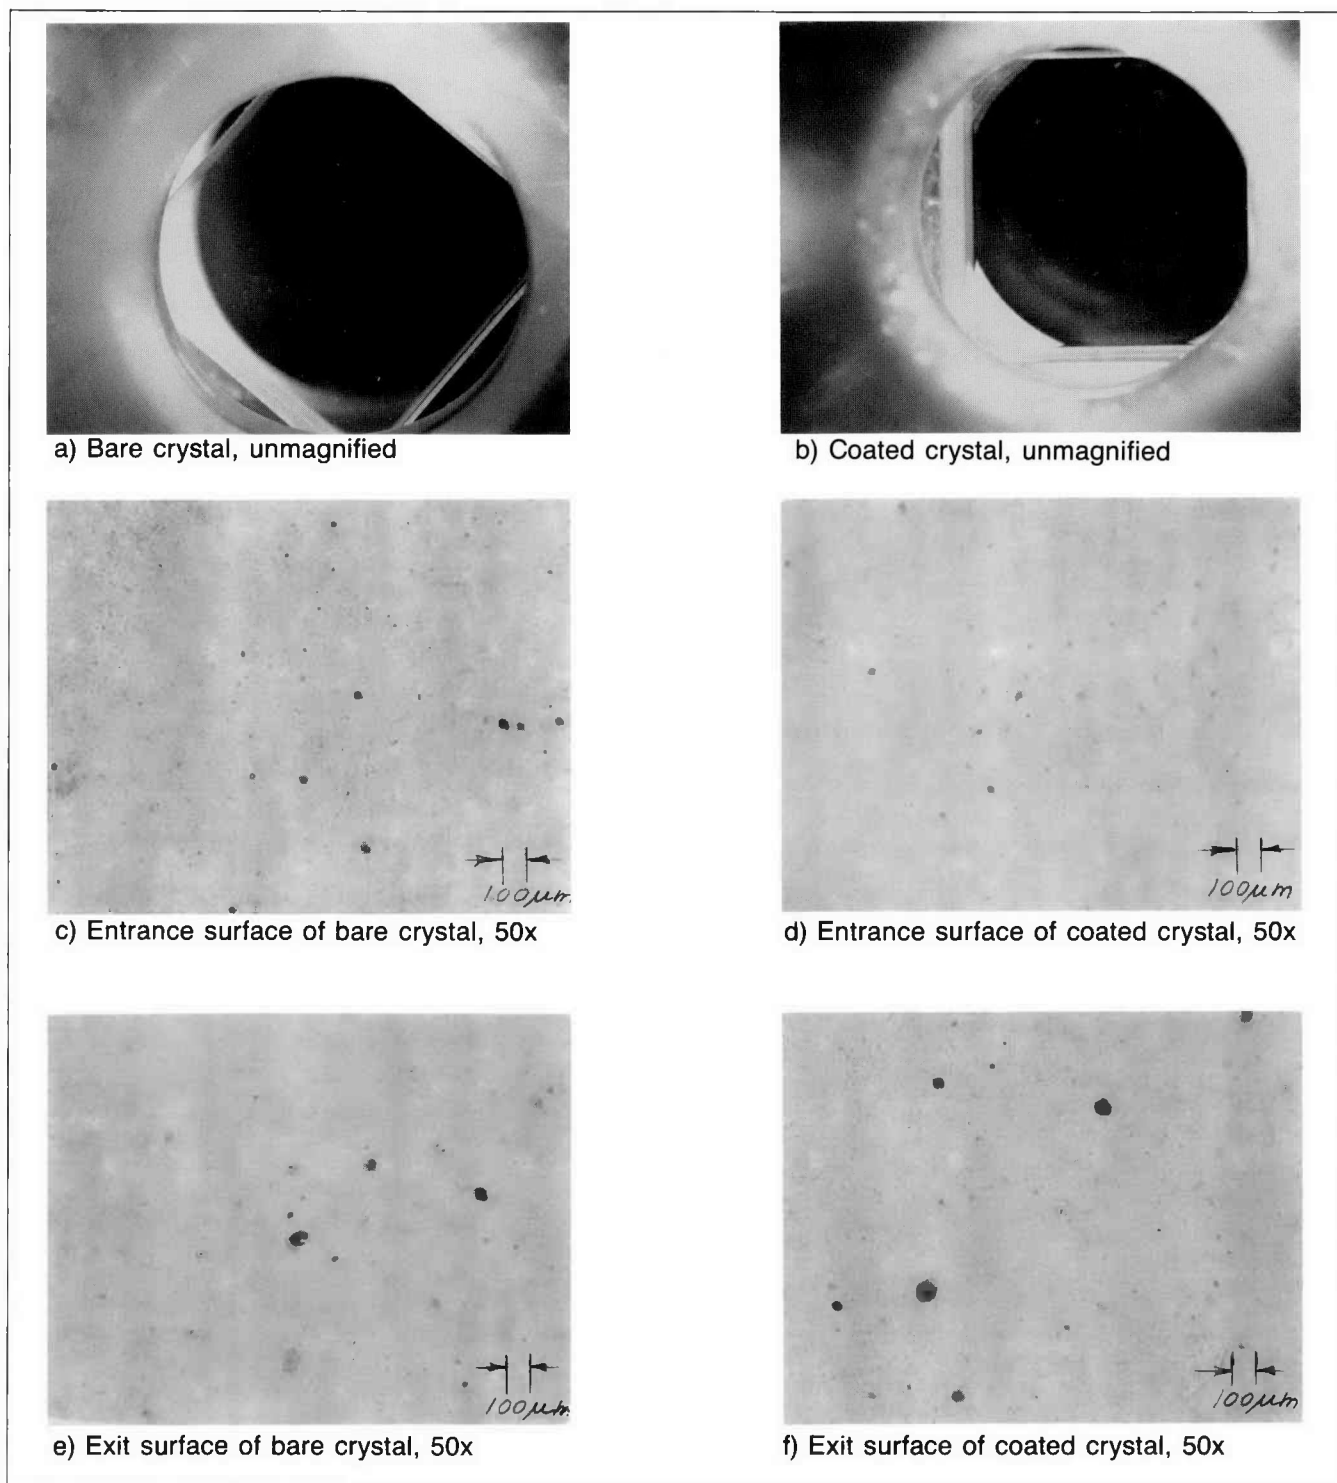 a) Bare crystal, unmagnified
b) Coated crystal, unmagnified
100μm
100μm
c) Entrance surface of bare crystal, 50x
d) Entrance surface of coated crystal, 50x
100μm
100μm
e) Exit surface of bare crystal, 50x
f) Exit surface of coated crystal, 50x